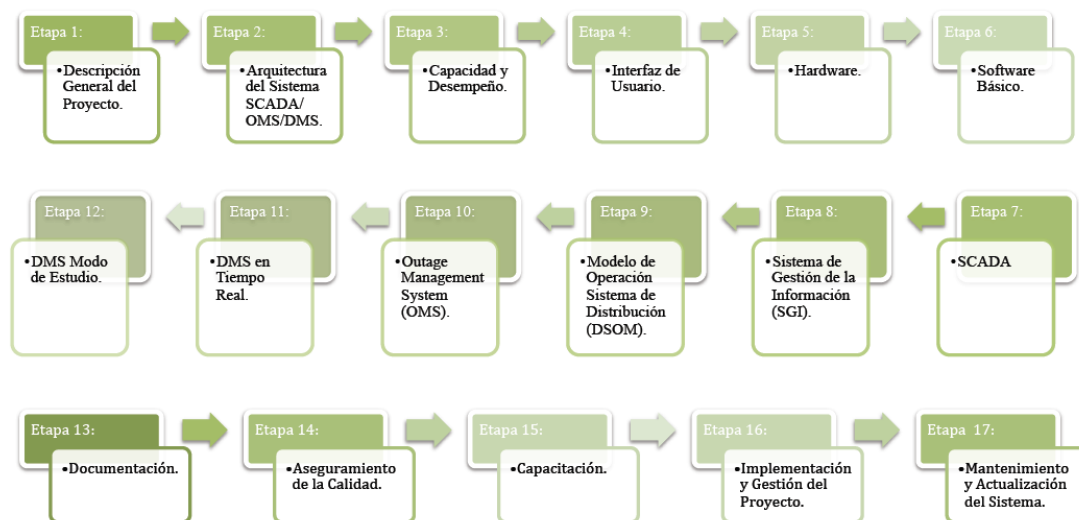 Etapa 1:
•Descripción
General del
Proyecto.
Etapa 2:
•Arquitectura
del Sistema
SCADA/
OMS/DMS.
Etapa 3:
•Capacidad y
Desempeño.
Etapa 4:
•Interfaz de
Usuario.
Etapa 5:
•Hardware.
Etapa 6:
•Software
Básico.
Etapa 7:
•SCADA
Etapa 8:
•Sistema de
Gestión de la
Información
(SGI).
Etapa 9:
•Modelo de
Operación
Sistema de
Distribución
(DSOM).
Etapa 10:
•Outage
Management
System
(OMS).
Etapa 11:
•DMS en
Tiempo
Real.
Etapa 12:
•DMS Modo
de Estudio.
Etapa 13:
•Documentación.
Etapa 14:
•Aseguramiento
de la Calidad.
Etapa 15:
•Capacitación.
Etapa 16:
•Implementación
y Gestión del
Proyecto.
Etapa 17:
•Mantenimiento
y Actualización
del Sistema.